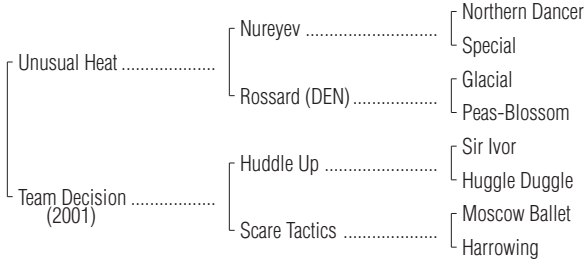 Northern Dancer
Nureyev ..............................
Special
Unusual Heat .....................
Glacial
Rossard (DEN) ...................
Peas-Blossom
Sir Ivor
Huddle Up .........................
Huggle Duggle
Team Decision ...................
(2001)
Moscow Ballet
Scare Tactics .....................
Harrowing